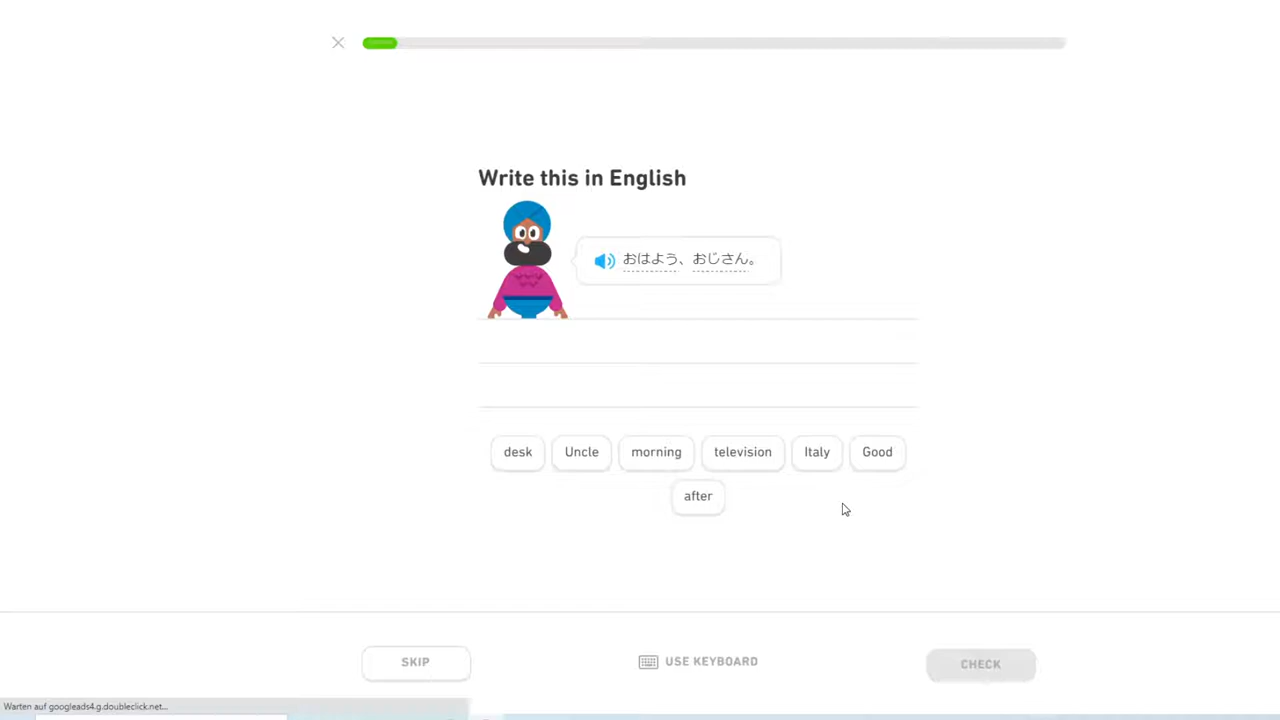 Write this in English
おはよう、おじさん。
desk Uncle morning television Italy Good
after
SKIP USE KEYBOARD CHECK
Warten auf googleads4.g.doubleclick.net...